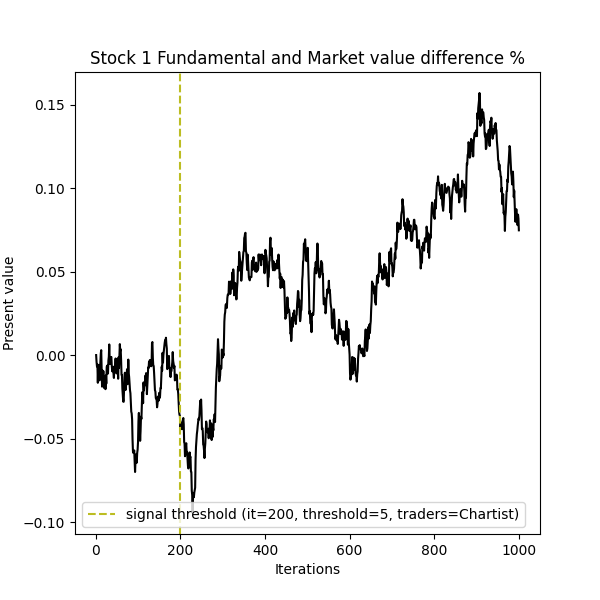 Stock 1 Fundamental and Market value difference %
Present value
0.15
0.10
0.05
0.00
−0.05
−0.10
signal threshold (it=200, threshold=5, traders=Chartist)
0 200 400 600 800 1000
Iterations